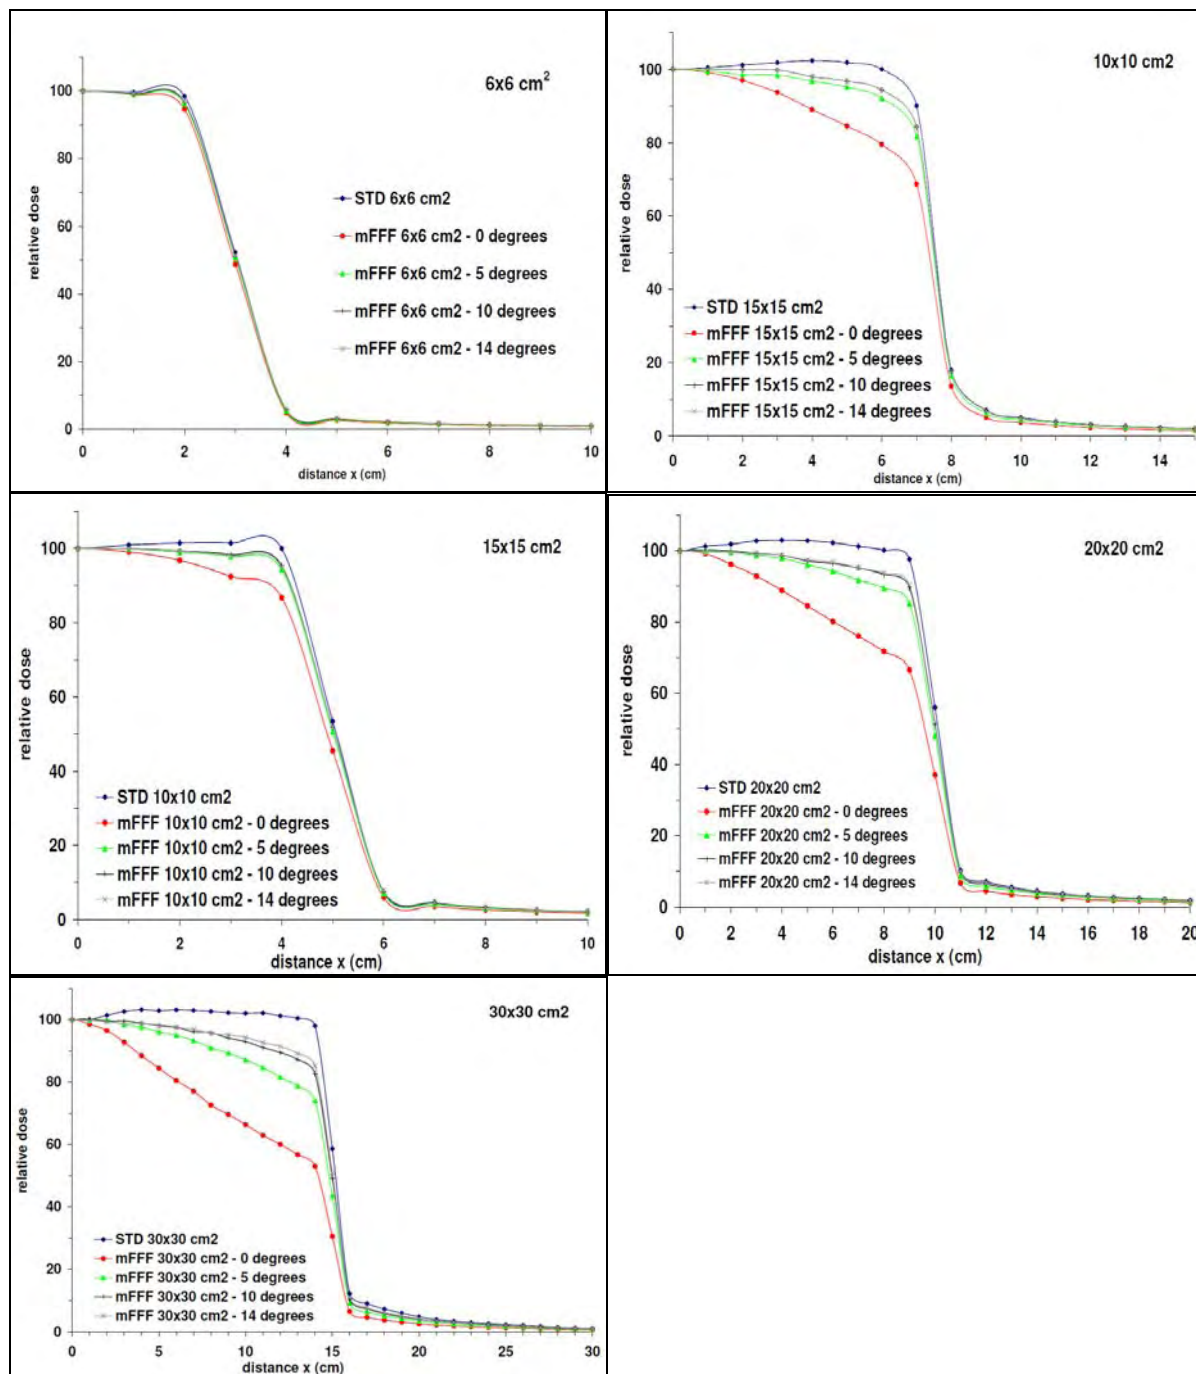 6x6 cm2
100
80
60
40
20
0
relative dose
STD 6x6 cm2
mFFF 6x6 cm2 - 0 degrees
mFFF 6x6 cm2 - 5 degrees
mFFF 6x6 cm2 - 10 degrees
mFFF 6x6 cm2 - 14 degrees
0 2 4 6 8 10
distance x (cm)
10x10 cm2
100
80
60
40
20
0
relative dose
STD 15x15 cm2
mFFF 15x15 cm2 - 0 degrees
mFFF 15x15 cm2 - 5 degrees
mFFF 15x15 cm2 - 10 degrees
mFFF 15x15 cm2 - 14 degrees
0 2 4 6 8 10 12 14
distance x (cm)
15x15 cm2
100
80
60
40
20
0
relative dose
STD 10x10 cm2
mFFF 10x10 cm2 - 0 degrees
mFFF 10x10 cm2 - 5 degrees
mFFF 10x10 cm2 - 10 degrees
mFFF 10x10 cm2 - 14 degrees
0 2 4 6 8 10
distance x (cm)
20x20 cm2
100
80
60
40
20
0
relative dose
STD 20x20 cm2
mFFF 20x20 cm2 - 0 degrees
mFFF 20x20 cm2 - 5 degrees
mFFF 20x20 cm2 - 10 degrees
mFFF 20x20 cm2 - 14 degrees
0 2 4 6 8 10 12 14 16 18 20
distance x (cm)
30x30 cm2
100
80
60
40
20
0
relative dose
STD 30x30 cm2
mFFF 30x30 cm2 - 0 degrees
mFFF 30x30 cm2 - 5 degrees
mFFF 30x30 cm2 - 10 degrees
mFFF 30x30 cm2 - 14 degrees
0 5 10 15 20 25 30
distance x (cm)